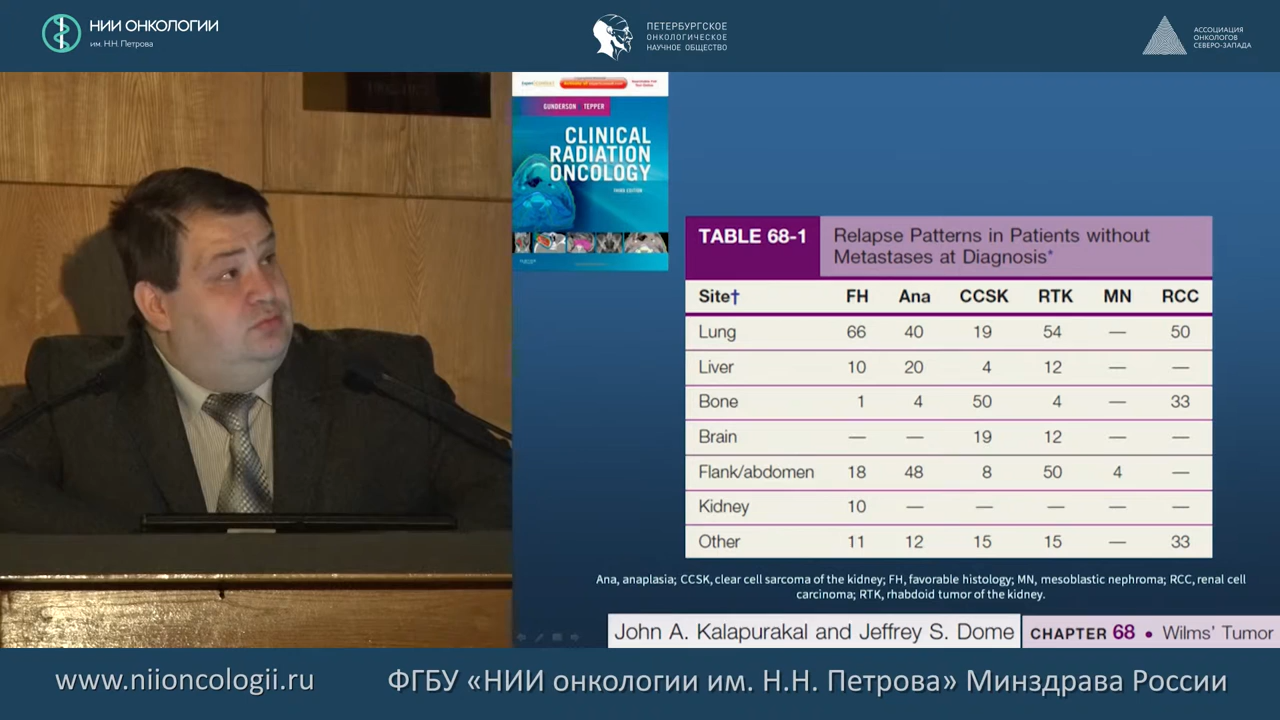 НИИ ОНКОЛОГИИ
им. Н.Н. Петрова
ПЕТЕРБУРГСКОЕ
ОНКОЛОГИЧЕСКОЕ
НАУЧНОЕ ОБЩЕСТВО
АССОЦИАЦИЯ
ОНКОЛОГОВ
СЕВЕРО-ЗАПАДА
GUNDERSON TEPPER
CLINICAL
RADIATION
ONCOLOGY
THIRD EDITION
TABLE 68-1 Relapse Patterns in Patients without
Metastases at Diagnosis*
Site† FH Ana CCSK RTK MN RCC
Lung 66 40 19 54 — 50
Liver 10 20 4 12 — —
Bone 1 4 50 4 — 33
Brain — — 19 12 — —
Flank/abdomen 18 48 8 50 4 —
Kidney 10 — — — — —
Other 11 12 15 15 — 33
Ana, anaplasia; CCSK, clear cell sarcoma of the kidney; FH, favorable histology; MN, mesoblastic nephroma; RCC, renal cell
carcinoma; RTK, rhabdoid tumor of the kidney.
John A. Kalapurakal and Jeffrey S. Dome CHAPTER 68 • Wilms' Tumor
www.niioncologii.ru ФГБУ «НИИ онкологии им. Н.Н. Петрова» Минздрава России